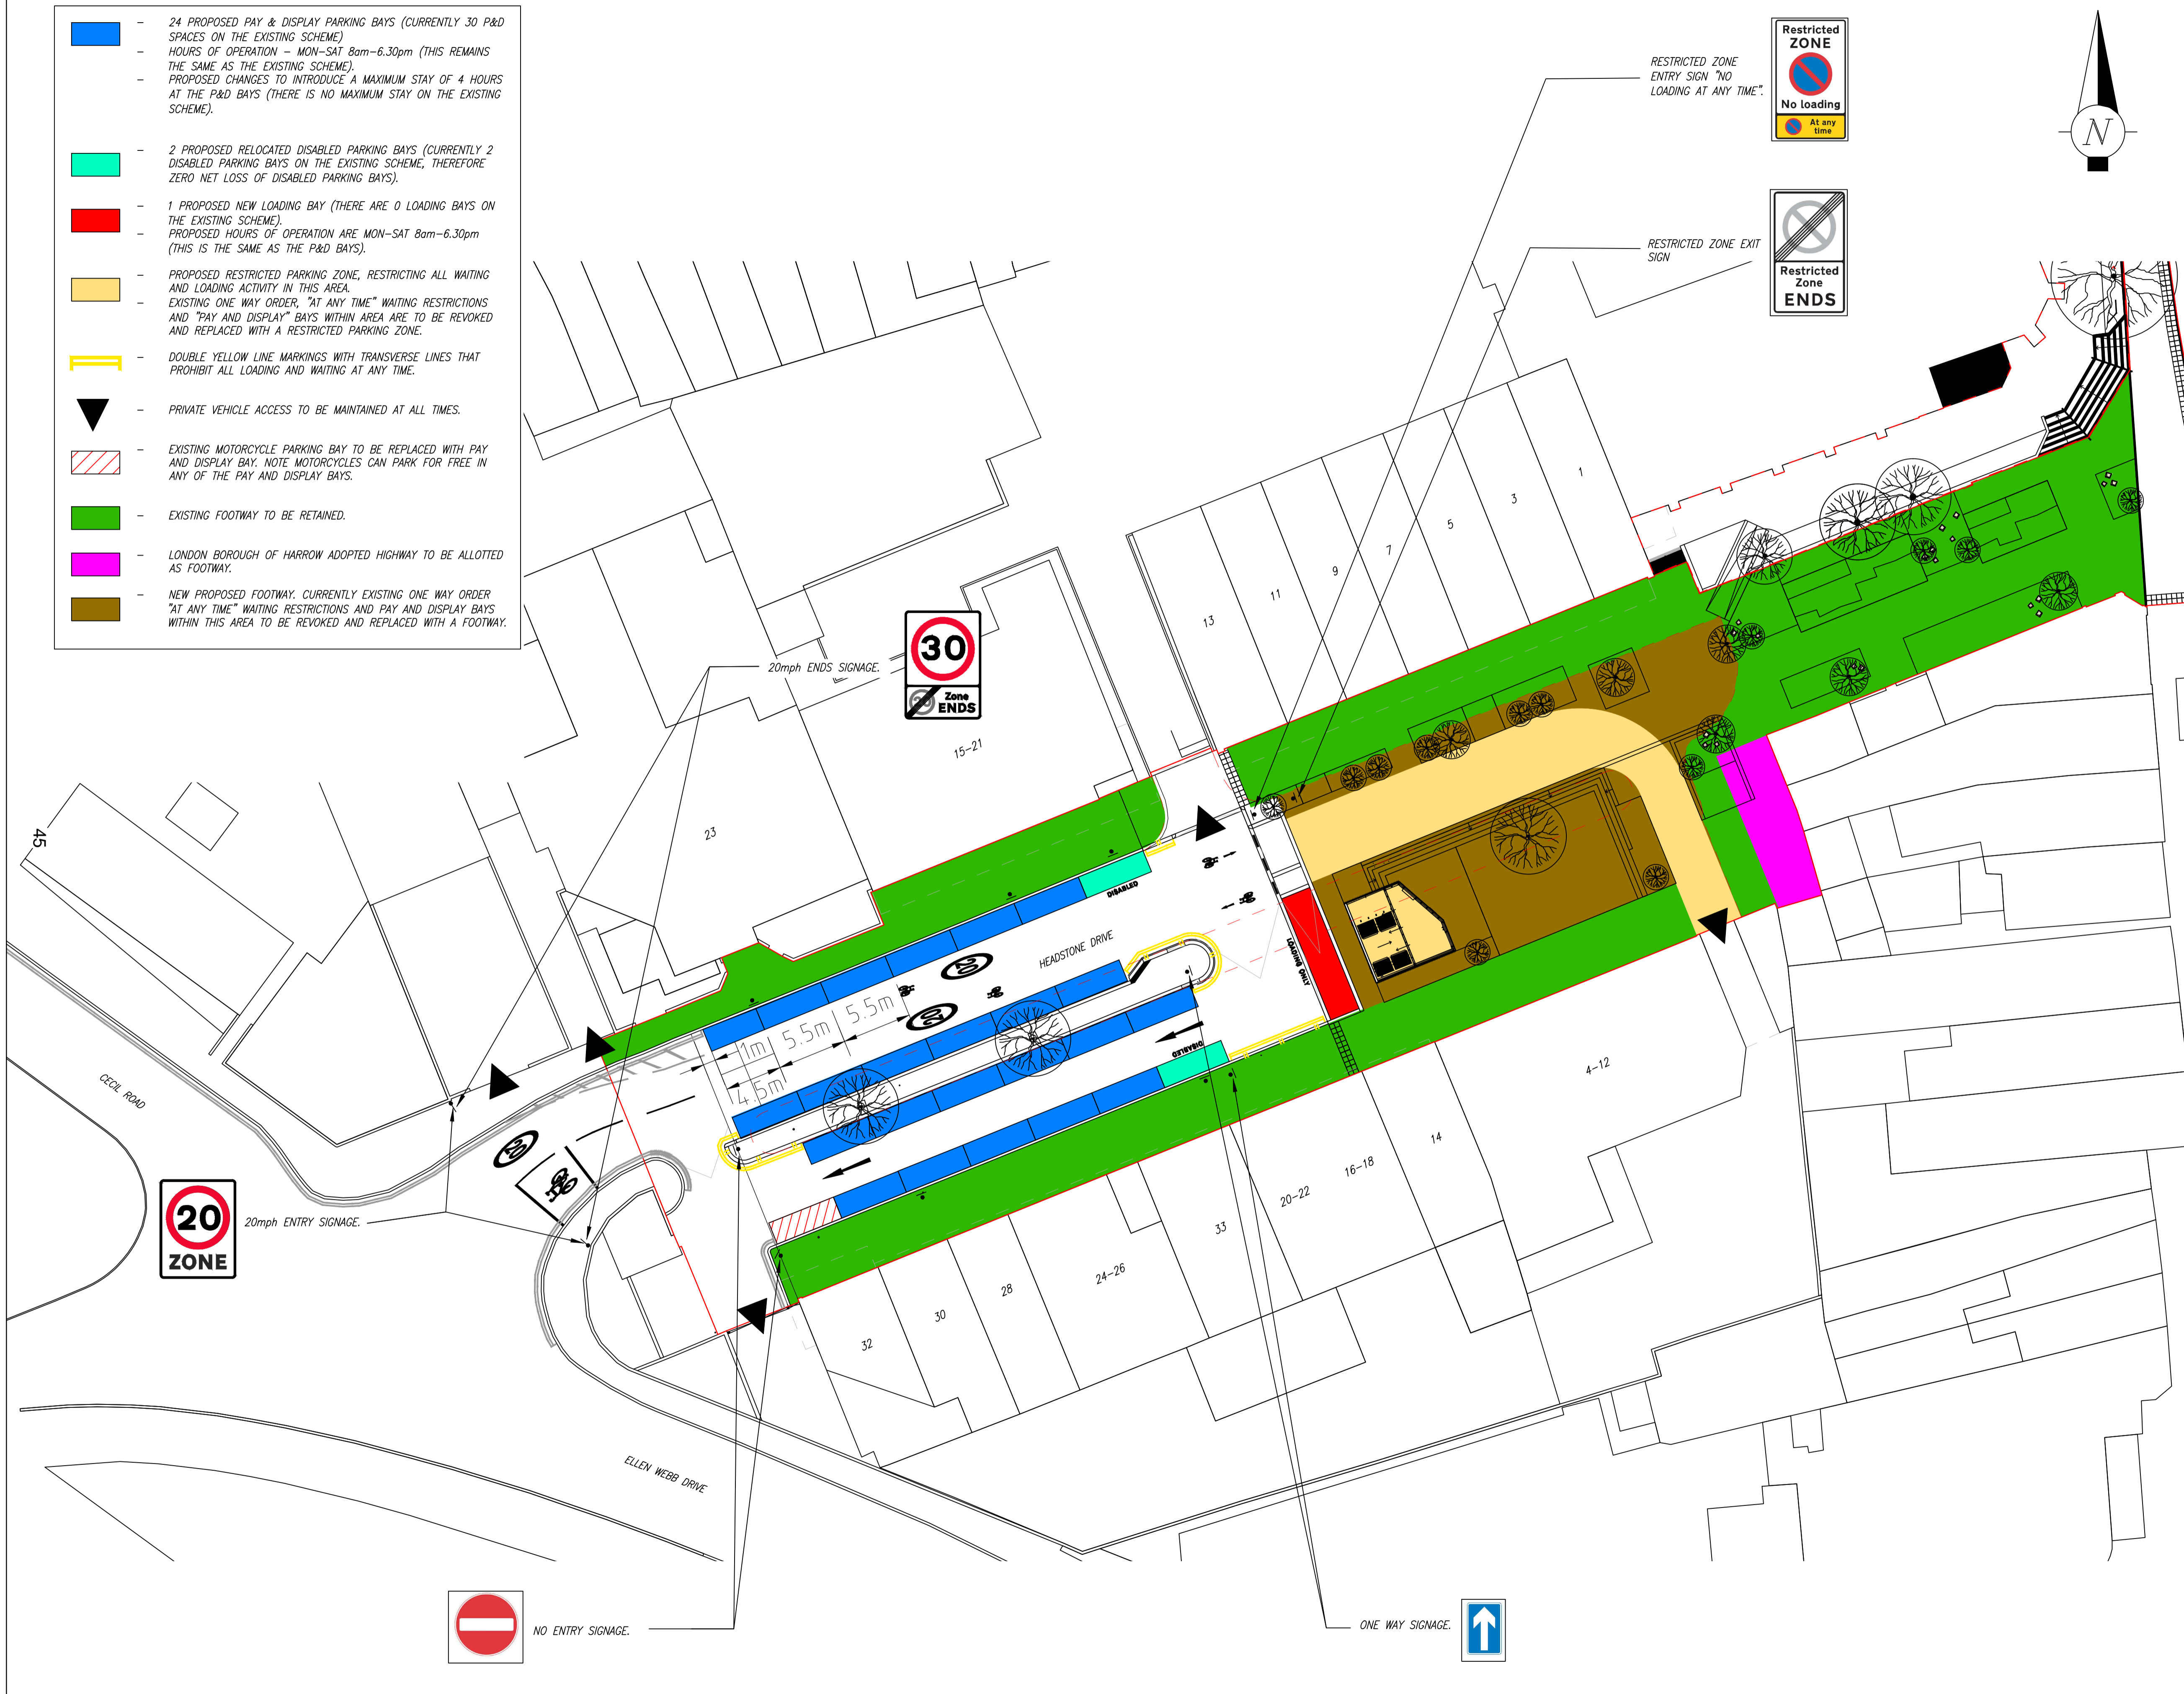 - 24 PROPOSED PAY & DISPLAY PARKING BAYS (CURRENTLY 30 P&D
SPACES ON THE EXISTING SCHEME)
- HOURS OF OPERATION - MON-SAT 8am-6.30pm (THIS REMAINS
THE SAME AS THE EXISTING SCHEME).
- PROPOSED CHANGES TO INTRODUCE A MAXIMUM STAY OF 4 HOURS
AT THE P&D BAYS (THERE IS NO MAXIMUM STAY ON THE EXISTING
SCHEME).
- 2 PROPOSED RELOCATED DISABLED PARKING BAYS (CURRENTLY 2
DISABLED PARKING BAYS ON THE EXISTING SCHEME, THEREFORE
ZERO NET LOSS OF DISABLED PARKING BAYS).
- 1 PROPOSED NEW LOADING BAY (THERE ARE 0 LOADING BAYS ON
THE EXISTING SCHEME).
- PROPOSED HOURS OF OPERATION ARE MON-SAT 8am-6.30pm
(THIS IS THE SAME AS THE P&D BAYS).
- PROPOSED RESTRICTED PARKING ZONE, RESTRICTING ALL WAITING
AND LOADING ACTIVITY IN THIS AREA.
- EXISTING ONE WAY ORDER, "AT ANY TIME" WAITING RESTRICTIONS
AND "PAY AND DISPLAY" BAYS WITHIN AREA ARE TO BE REVOKED
AND REPLACED WITH A RESTRICTED PARKING ZONE.
- DOUBLE YELLOW LINE MARKINGS WITH TRANSVERSE LINES THAT
PROHIBIT ALL LOADING AND WAITING AT ANY TIME.
- PRIVATE VEHICLE ACCESS TO BE MAINTAINED AT ALL TIMES.
- EXISTING MOTORCYCLE PARKING BAY TO BE REPLACED WITH PAY
AND DISPLAY BAY. NOTE MOTORCYCLES CAN PARK FOR FREE IN
ANY OF THE PAY AND DISPLAY BAYS.
- EXISTING FOOTWAY TO BE RETAINED.
- LONDON BOROUGH OF HARROW ADOPTED HIGHWAY TO BE ALLOTTED
AS FOOTWAY.
- NEW PROPOSED FOOTWAY. CURRENTLY EXISTING ONE WAY ORDER
"AT ANY TIME" WAITING RESTRICTIONS AND PAY AND DISPLAY BAYS
WITHIN THIS AREA TO BE REVOKED AND REPLACED WITH A FOOTWAY.
RESTRICTED ZONE
ENTRY SIGN "NO
LOADING AT ANY TIME".
Restricted
ZONE
No loading
At any
time
N
RESTRICTED ZONE EXIT
SIGN
Restricted
Zone
ENDS
20mph ENDS SIGNAGE.
30
20
Zone
ENDS
1
3
5
7
9
11
13
15-21
23
45
DISABLED
HEADSTONE DRIVE
20
20
LOADING ONLY
1m
5.5m
5.5m
4.5m
DISABLED
CECIL ROAD
20
20
ZONE
20mph ENTRY SIGNAGE.
4-12
14
16-18
20-22
33
24-26
28
30
32
ELLEN WEBB DRIVE
NO ENTRY SIGNAGE.
ONE WAY SIGNAGE.